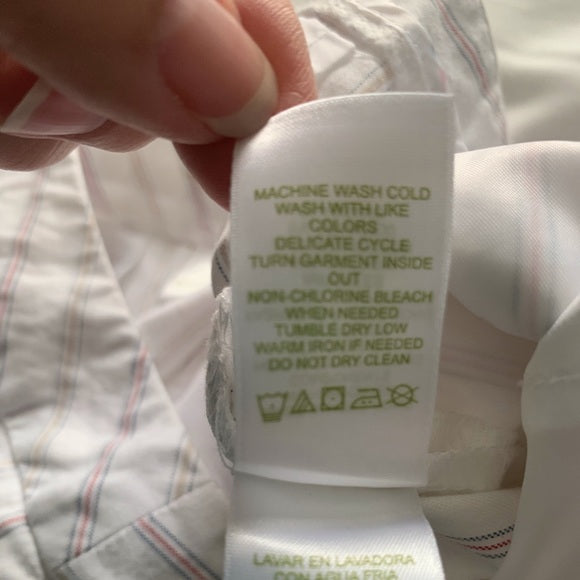 MACHINE WASH COLD
WASH WITH LIKE
COLORS
DELICATE CYCLE
TURN GARMENT INSIDE
OUT
NON-CHLORINE BLEACH
WHEN NEEDED
TUMBLE DRY LOW
WARM IRON IF NEEDED
DO NOT DRY CLEAN
LAVAR EN LAVADORA
CON AGUA FRIA